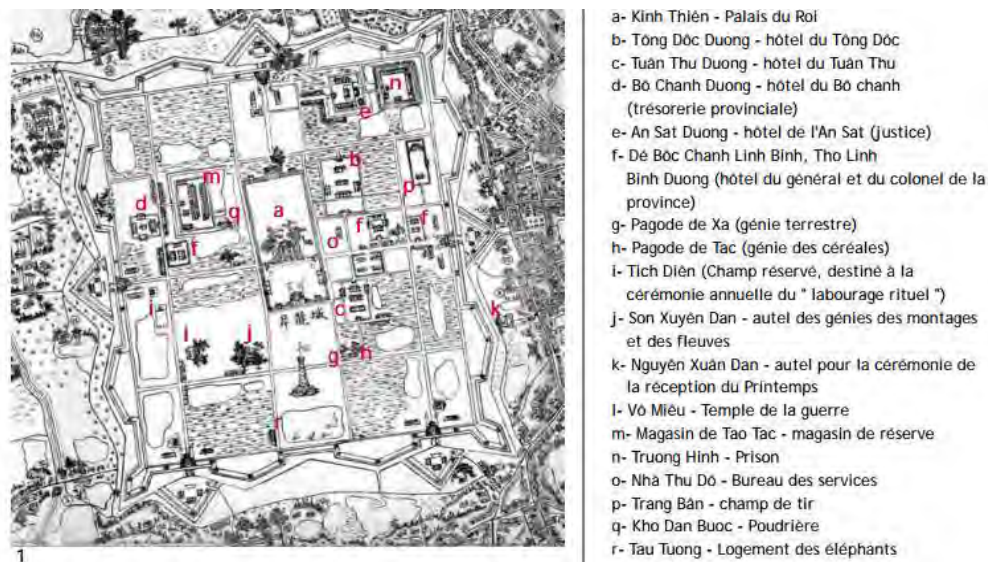 n
e
b
m
p
d
a
q
f
f
f
o
i
c
k
l
j
昇龍城
g
h
r
1
a- Kinh Thiên - Palais du Roi
b- Tông Dôc Duong - hôtel du Tông Dôc
c- Tuân Thu Duong - hôtel du Tuân Thu
d- Bô Chanh Duong - hôtel du Bô chanh
(trésorerie provinciale)
e- An Sat Duong - hôtel de l'An Sat (justice)
f- Dê Bôc Chanh Linh Binh, Tho Linh
Binh Duong (hôtel du général et du colonel de la
province)
g- Pagode de Xa (génie terrestre)
h- Pagode de Tac (génie des céréales)
i- Tich Diên (Champ réservé, destiné à la
cérémonie annuelle du " labourage rituel ")
j- Son Xuyên Dan - autel des génies des montages
et des fleuves
k- Nguyên Xuân Dan - autel pour la cérémonie de
la réception du Printemps
l- Vô Miêu - Temple de la guerre
m- Magasin de Tao Tac - magasin de réserve
n- Truong Hinh - Prison
o- Nhà Thu Dô - Bureau des services
p- Trang Bân - champ de tir
q- Kho Dan Buoc - Poudrière
r- Tau Tuong - Logement des éléphants